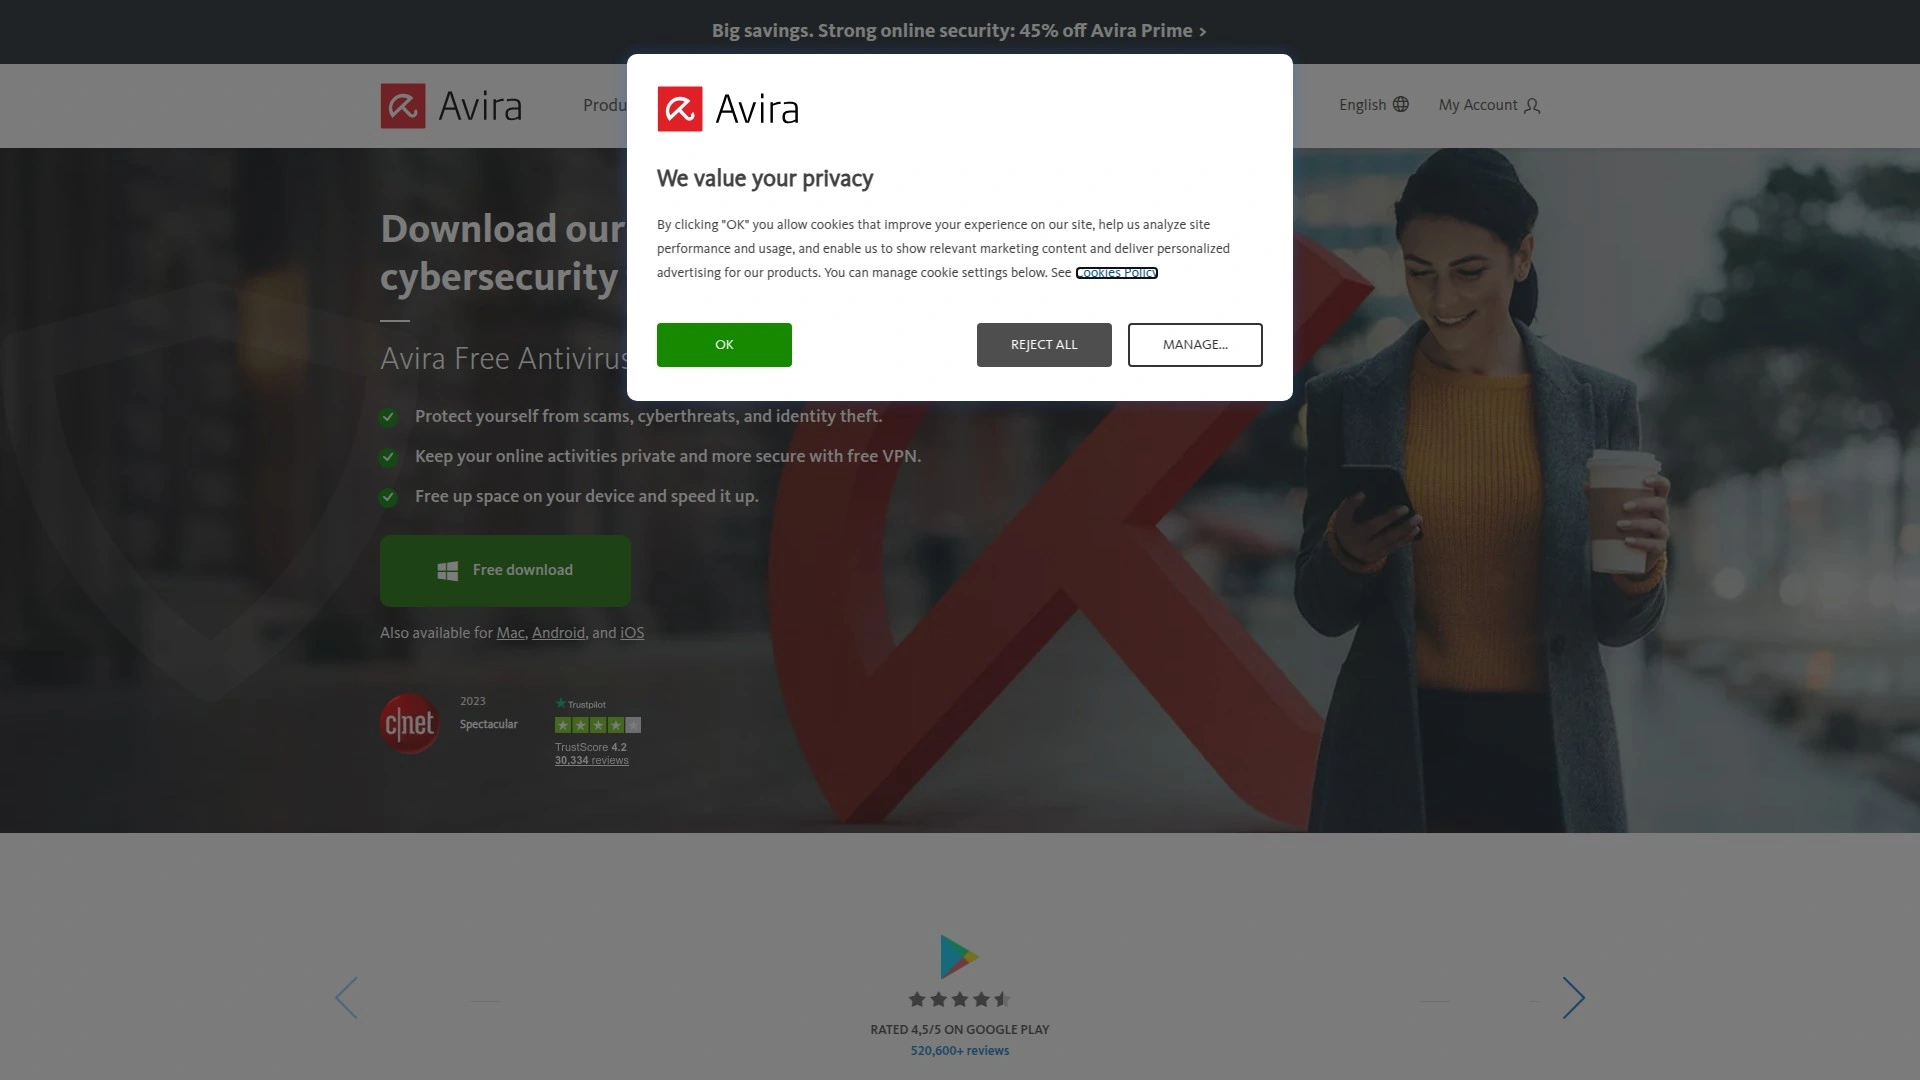 Big savings. Strong online security: 45% off Avira Prime >
Avira
Produ
English
My Account
Avira
We value your privacy
By clicking "OK" you allow cookies that improve your experience on our site, help us analyze site
performance and usage, and enable us to show relevant marketing content and deliver personalized
advertising for our products. You can manage cookie settings below. See Cookies Policy
OK
REJECT ALL
MANAGE...
Download our
cybersecurity
Avira Free Antivirus
Protect yourself from scams, cyberthreats, and identity theft.
Keep your online activities private and more secure with free VPN.
Free up space on your device and speed it up.
Free download
Also available for Mac, Android, and iOS
c|net
2023
Spectacular
Trustpilot
TrustScore 4.2
30,334 reviews
RATED 4,5/5 ON GOOGLE PLAY
520,600+ reviews